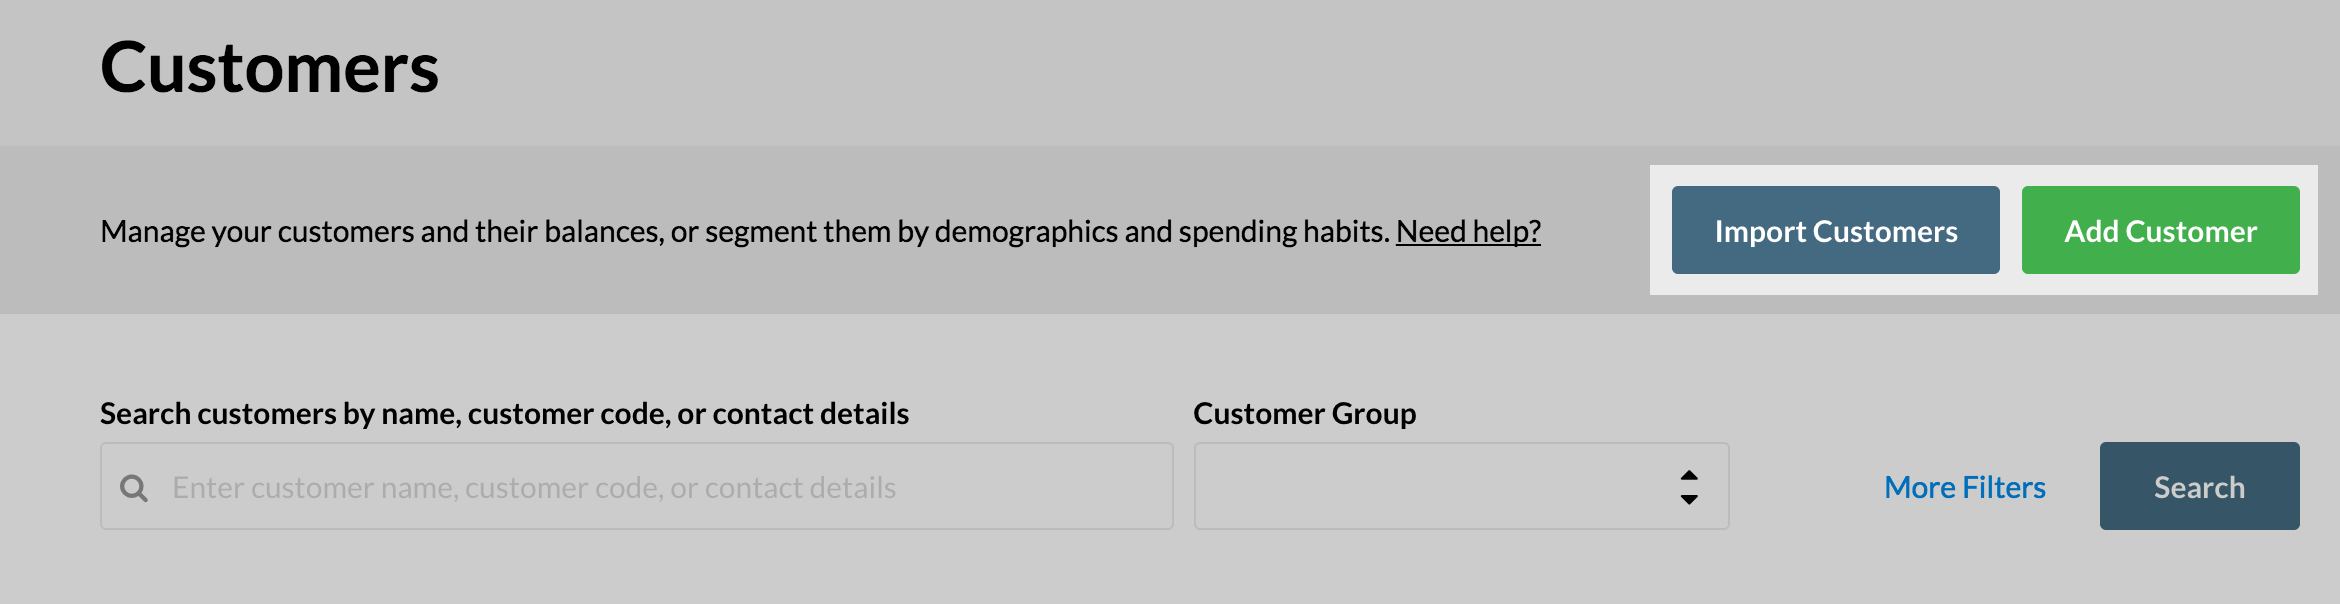 Customers
Manage your customers and their balances, or segment them by demographics and spending habits. Need help?
Import Customers
Add Customer
Search customers by name, customer code, or contact details
Customer Group
Enter customer name, customer code, or contact details
More Filters
Search